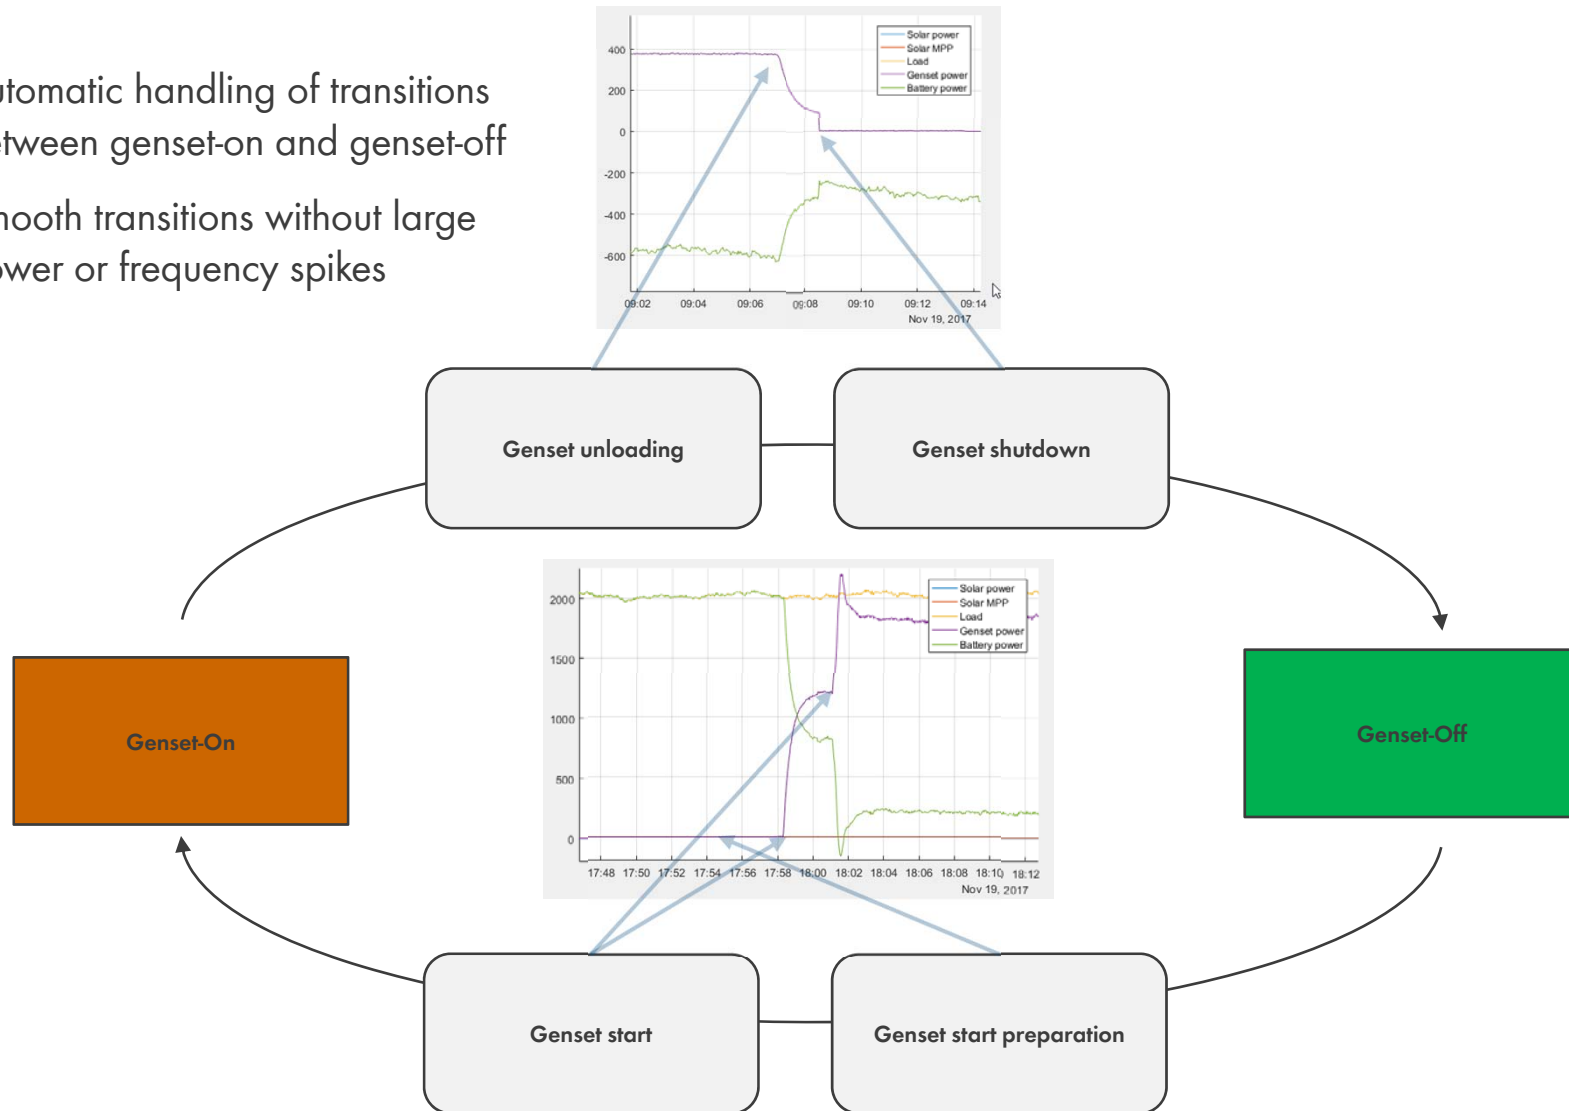 utomatic handling of transitions
etween genset-on and genset-off
mooth transitions without large
ower or frequency spikes
Solar power
Solar MPP
Load
Genset power
Battery power
400
200
0
-200
-400
-600
09:02 09:04 09:06 09:08 09:10 09:12 09:14
Nov 19, 2017
Genset unloading
Genset shutdown
Solar power
Solar MPP
Load
Genset power
Battery power
2000
1500
1000
500
0
17:48 17:50 17:52 17:54 17:56 17:58 18:00 18:02 18:04 18:06 18:08 18:10 18:12
Nov 19, 2017
Genset-On
Genset-Off
Genset start
Genset start preparation